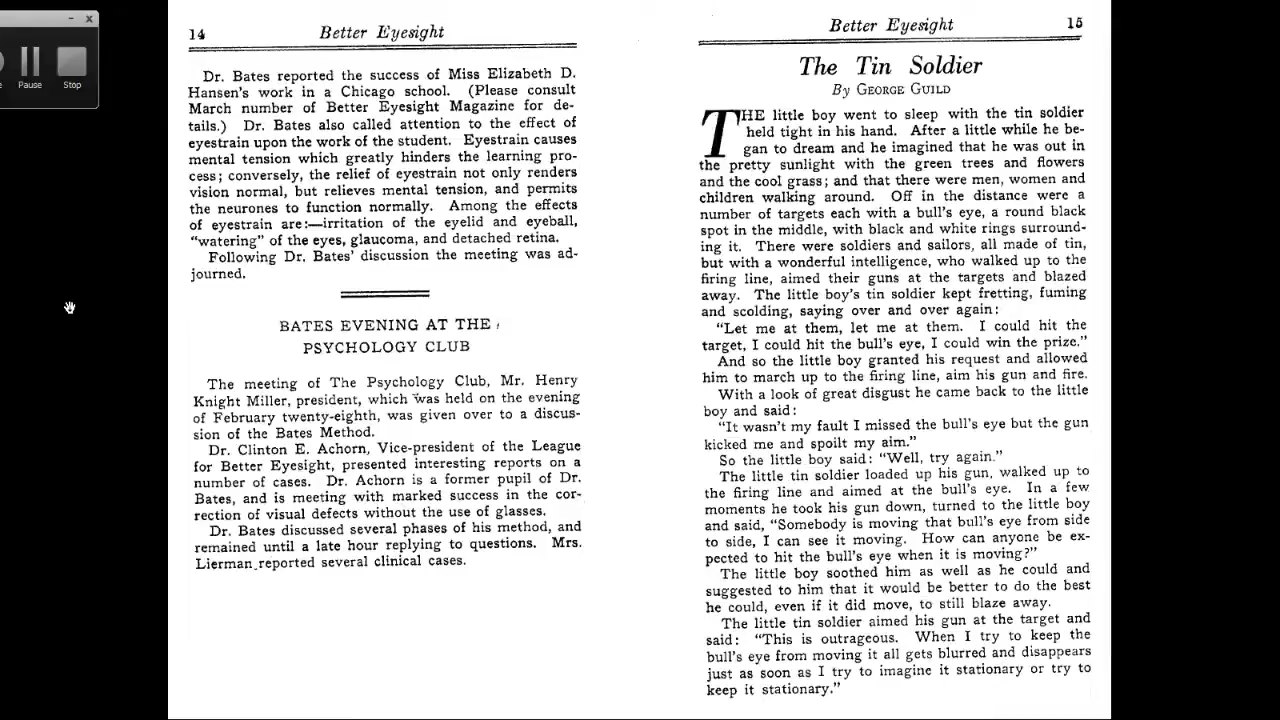 Pause
Stop
14
Better Eyesight
Dr. Bates reported the success of Miss Elizabeth D.
Hansen's work in a Chicago school. (Please consult
March number of Better Eyesight Magazine for de-
tails.) Dr. Bates also called attention to the effect of
eyestrain upon the work of the student. Eyestrain causes
mental tension which greatly hinders the learning pro-
cess; conversely, the relief of eyestrain not only renders
vision normal, but relieves mental tension, and permits
the neurones to function normally. Among the effects
of eyestrain are:—irritation of the eyelid and eyeball,
"watering" of the eyes, glaucoma, and detached retina.
Following Dr. Bates' discussion the meeting was ad-
journed.
BATES EVENING AT THE
PSYCHOLOGY CLUB
The meeting of The Psychology Club, Mr. Henry
Knight Miller, president, which was held on the evening
of February twenty-eighth, was given over to a discus-
sion of the Bates Method.
Dr. Clinton E. Achorn, Vice-president of the League
for Better Eyesight, presented interesting reports on a
number of cases. Dr. Achorn is a former pupil of Dr.
Bates, and is meeting with marked success in the cor-
rection of visual defects without the use of glasses.
Dr. Bates discussed several phases of his method, and
remained until a late hour replying to questions. Mrs.
Lierman reported several clinical cases.
Better Eyesight
15
The Tin Soldier
By GEORGE GUILD
THE little boy went to sleep with the tin soldier
held tight in his hand. After a little while he be-
gan to dream and he imagined that he was out in
the pretty sunlight with the green trees and flowers
and the cool grass; and that there were men, women and
children walking around. Off in the distance were a
number of targets each with a bull's eye, a round black
spot in the middle, with black and white rings surround-
ing it. There were soldiers and sailors, all made of tin,
but with a wonderful intelligence, who walked up to the
firing line, aimed their guns at the targets and blazed
away. The little boy's tin soldier kept fretting, fuming
and scolding, saying over and over again:
"Let me at them, let me at them. I could hit the
target, I could hit the bull's eye, I could win the prize."
And so the little boy granted his request and allowed
him to march up to the firing line, aim his gun and fire.
With a look of great disgust he came back to the little
boy and said:
"It wasn't my fault I missed the bull's eye but the gun
kicked me and spoilt my aim."
So the little boy said: "Well, try again."
The little tin soldier loaded up his gun, walked up to
the firing line and aimed at the bull's eye. In a few
moments he took his gun down, turned to the little boy
and said, "Somebody is moving that bull's eye from side
to side, I can see it moving. How can anyone be ex-
pected to hit the bull's eye when it is moving?"
The little boy soothed him as well as he could and
suggested to him that it would be better to do the best
he could, even if it did move, to still blaze away.
The little tin soldier aimed his gun at the target and
said: "This is outrageous. When I try to keep the
bull's eye from moving it all gets blurred and disappears
just as soon as I try to imagine it stationary or try to
keep it stationary."